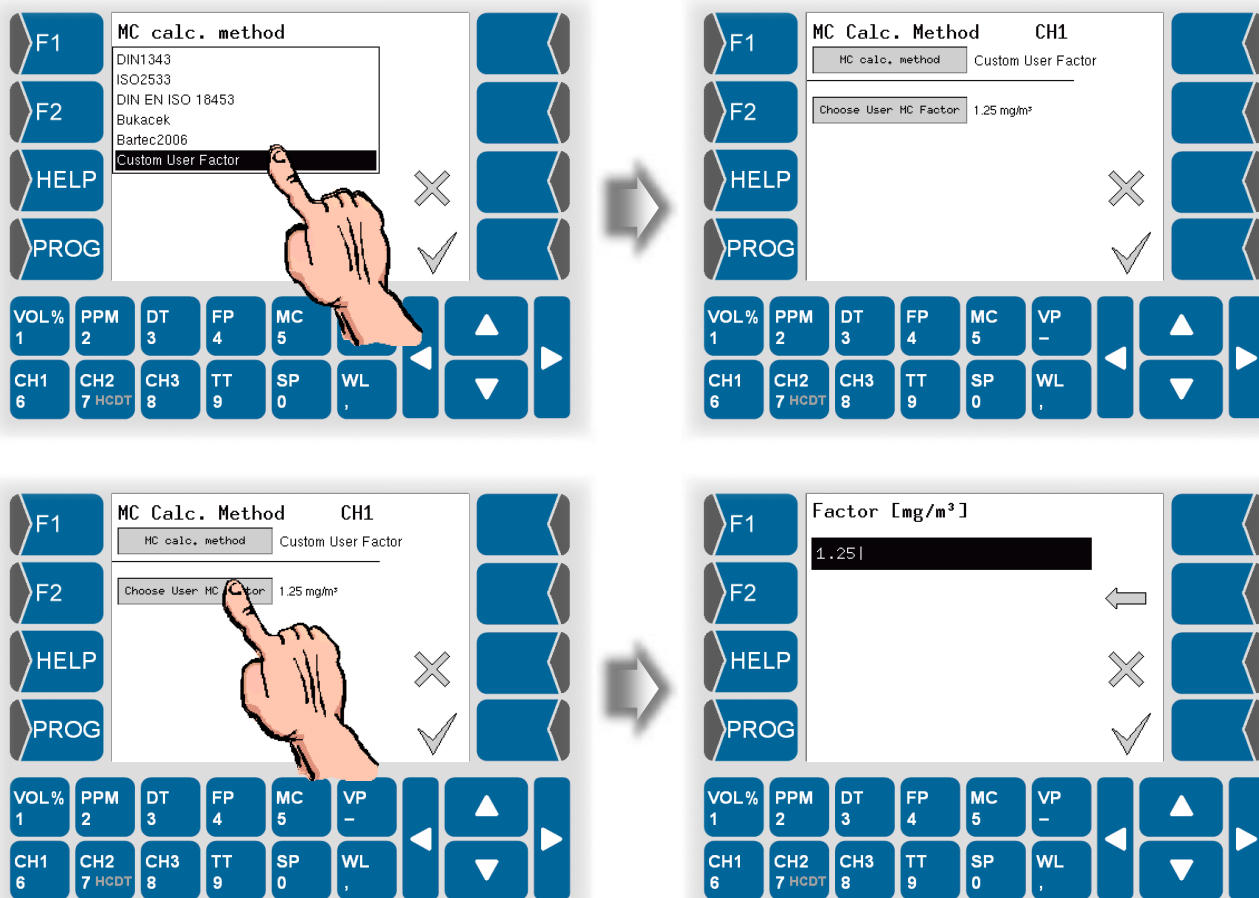 F1
F2
HELP
PROG
MC calc. method
DIN1343
ISO2533
DIN EN ISO 18453
Bukacek
Bartec2006
Custom User Factor
VOL% PPM DT FP MC
1 2 3 4 5
CH1 CH2 CH3 TT SP WL
6 7 HCDT 8 9 0 ,
F1
F2
HELP
PROG
MC Calc. Method CH1
MC calc. method Custom User Factor
Choose User MC Factor 1.25 mg/m³
VOL% PPM DT FP MC VP
1 2 3 4 5 –
CH1 CH2 CH3 TT SP WL
6 7 HCDT 8 9 0 ,
F1
F2
HELP
PROG
MC Calc. Method CH1
MC calc. method Custom User Factor
Choose User MC 1.25 mg/m³
VOL% PPM DT FP MC VP
1 2 3 4 5 –
CH1 CH2 CH3 TT SP WL
6 7 HCDT 8 9 0 ,
F1
F2
HELP
PROG
Factor [mg/m³]
1.25|
VOL% PPM DT FP MC VP
1 2 3 4 5 –
CH1 CH2 CH3 TT SP WL
6 7 HCDT 8 9 0 ,